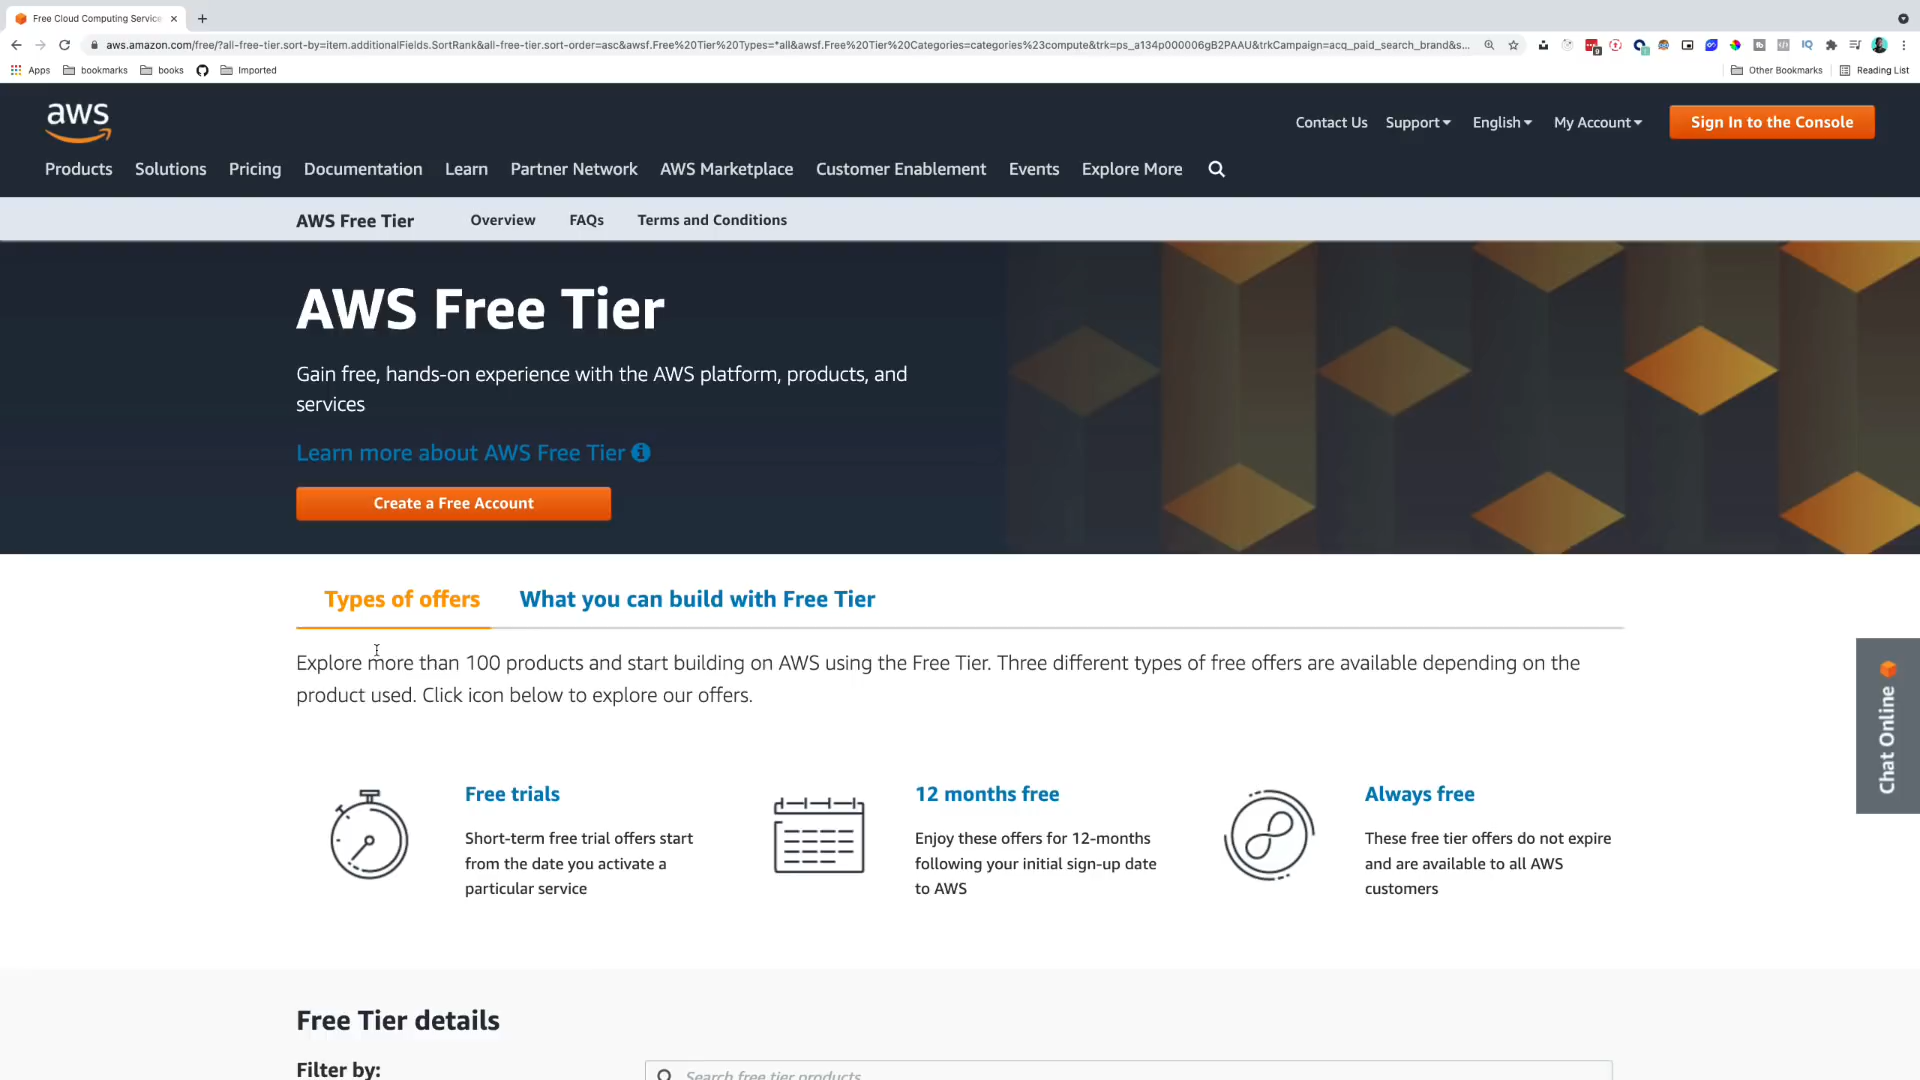 Free Cloud Computing Service
aws.amazon.com/free/?all-free-tier.sort-by=item.additionalFields.SortRank&all-free-tier.sort-order=asc&awsf.Free%20Tier%20Types=*all&awsf.Free%20Tier%20Categories=categories%23compute&trk=ps_a134p000006gB2PAAU&trkCampaign=acq_paid_search_brand&s...
Apps bookmarks books Imported Other Bookmarks Reading List
aws
Contact Us Support English My Account Sign In to the Console
Products Solutions Pricing Documentation Learn Partner Network AWS Marketplace Customer Enablement Events Explore More
AWS Free Tier Overview FAQs Terms and Conditions
AWS Free Tier
Gain free, hands-on experience with the AWS platform, products, and
services
Learn more about AWS Free Tier
Create a Free Account
Types of offers What you can build with Free Tier
Explore more than 100 products and start building on AWS using the Free Tier. Three different types of free offers are available depending on the
product used. Click icon below to explore our offers.
Chat Online
Free trials
Short-term free trial offers start
from the date you activate a
particular service
12 months free
Enjoy these offers for 12-months
following your initial sign-up date
to AWS
Always free
These free tier offers do not expire
and are available to all AWS
customers
Free Tier details
Filter by:
Search free tier products